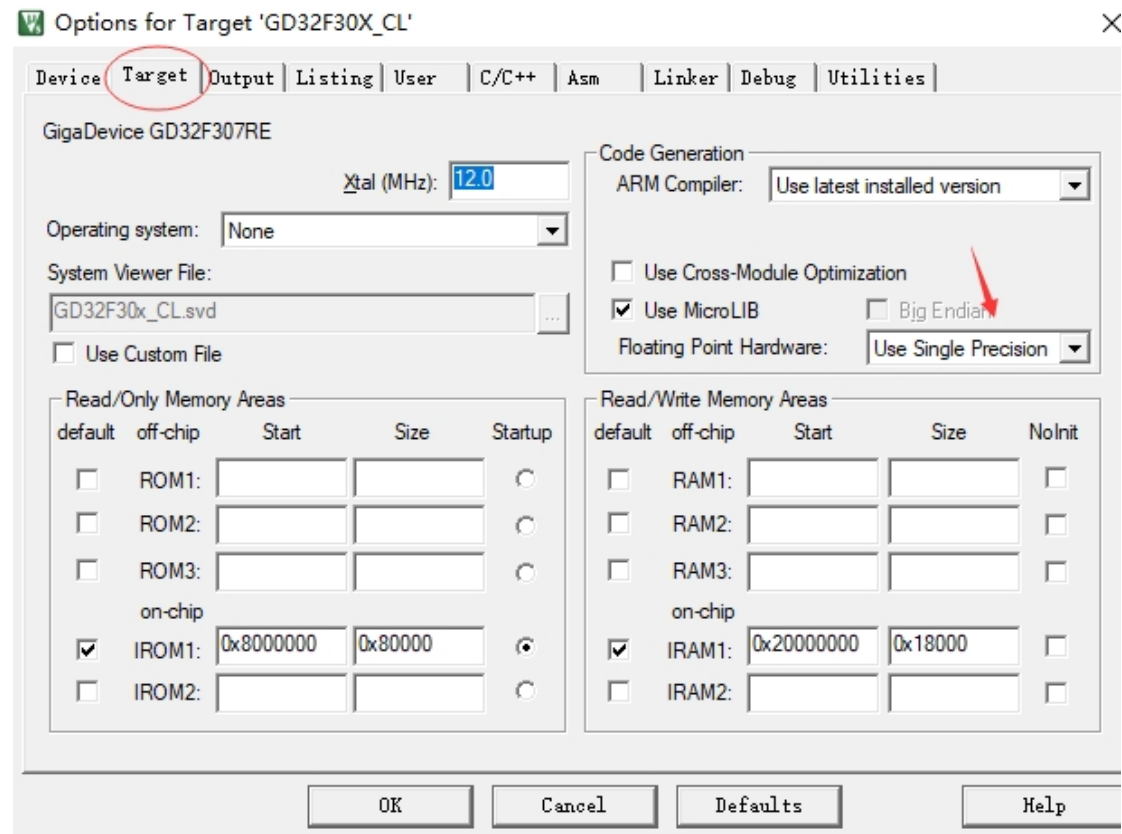 Options for Target 'GD32F30X_CL'
Device Target Output Listing User C/C++ Asm Linker Debug Utilities
GigaDevice GD32F307RE
Xtal (MHz): 12.0
Operating system: None
System Viewer File:
GD32F30x_CL.svd ...
Use Custom File
Code Generation
ARM Compiler: Use latest installed version
Use Cross-Module Optimization
Use MicroLIB Big Endian
Floating Point Hardware: Use Single Precision
Read/Only Memory Areas
default off-chip Start Size Startup
ROM1:
ROM2:
ROM3:
on-chip
IROM1: 0x8000000 0x80000
IROM2:
Read/Write Memory Areas
default off-chip Start Size NoInit
RAM1:
RAM2:
RAM3:
on-chip
IRAM1: 0x20000000 0x18000
IRAM2:
OK Cancel Defaults Help